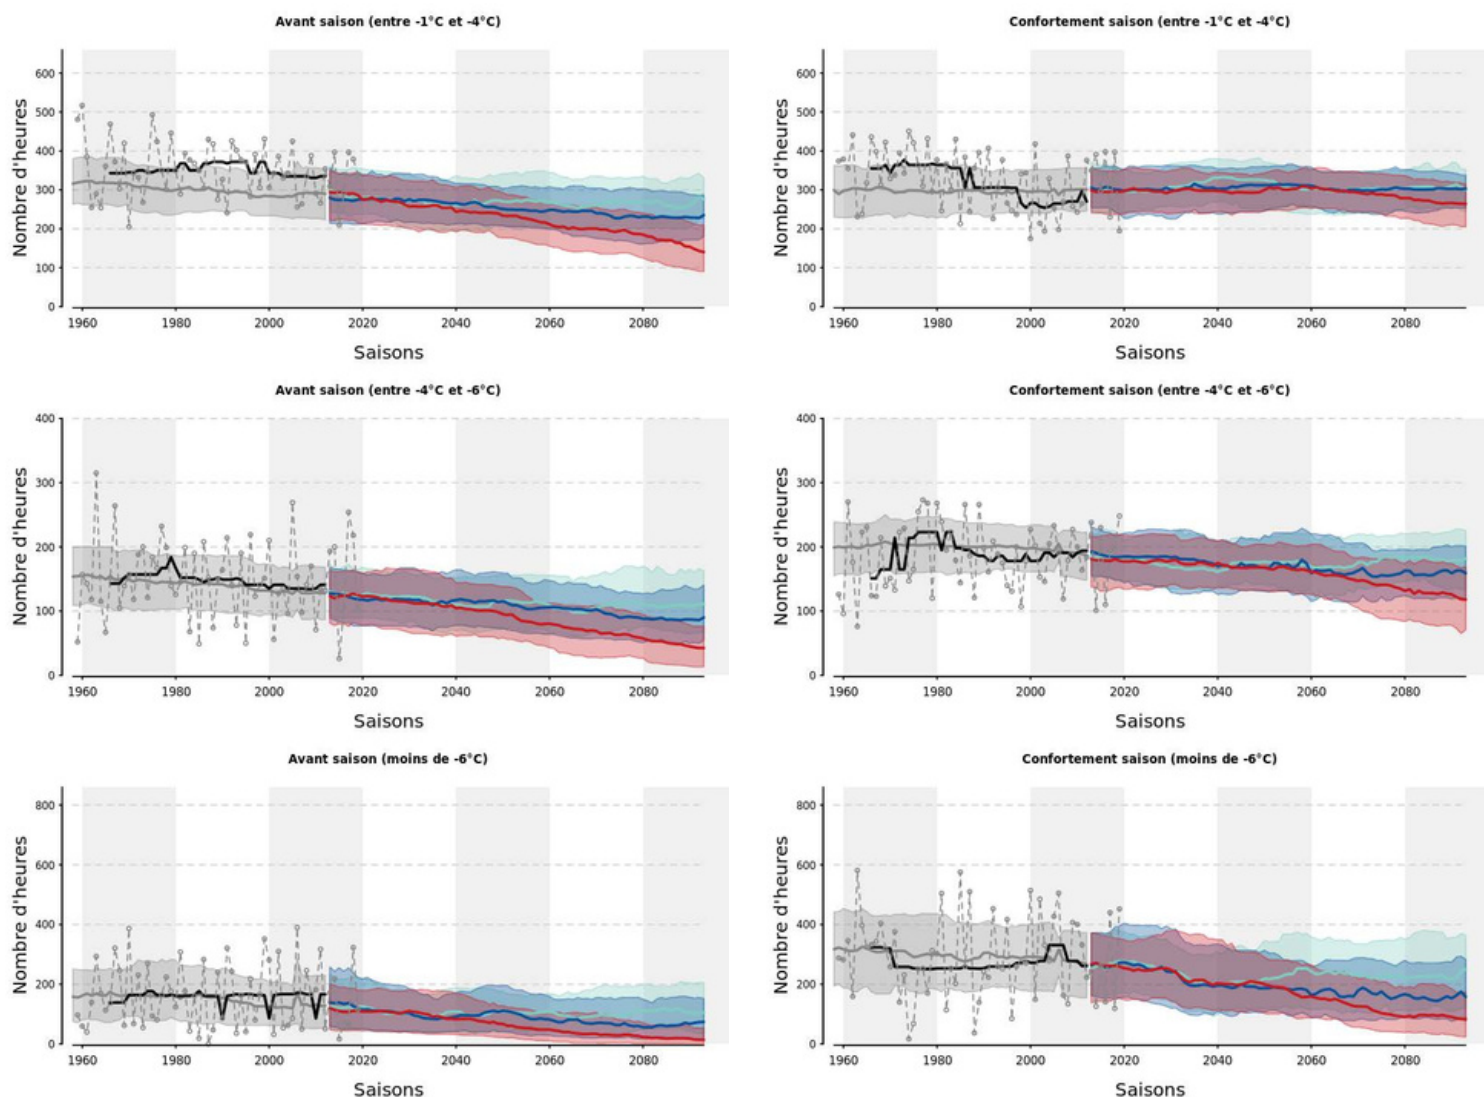 Avant saison (entre -1°C et -4°C)
Nombre d'heures
600
500
400
300
200
100
0
1960 1980 2000 2020 2040 2060 2080
Saisons
Confortement saison (entre -1°C et -4°C)
Nombre d'heures
600
500
400
300
200
100
0
1960 1980 2000 2020 2040 2060 2080
Saisons
Avant saison (entre -4°C et -6°C)
Nombre d'heures
400
300
200
100
0
1960 1980 2000 2020 2040 2060 2080
Saisons
Confortement saison (entre -4°C et -6°C)
Nombre d'heures
400
300
200
100
0
1960 1980 2000 2020 2040 2060 2080
Saisons
Avant saison (moins de -6°C)
Nombre d'heures
800
600
400
200
0
1960 1980 2000 2020 2040 2060 2080
Saisons
Confortement saison (moins de -6°C)
Nombre d'heures
800
600
400
200
0
1960 1980 2000 2020 2040 2060 2080
Saisons